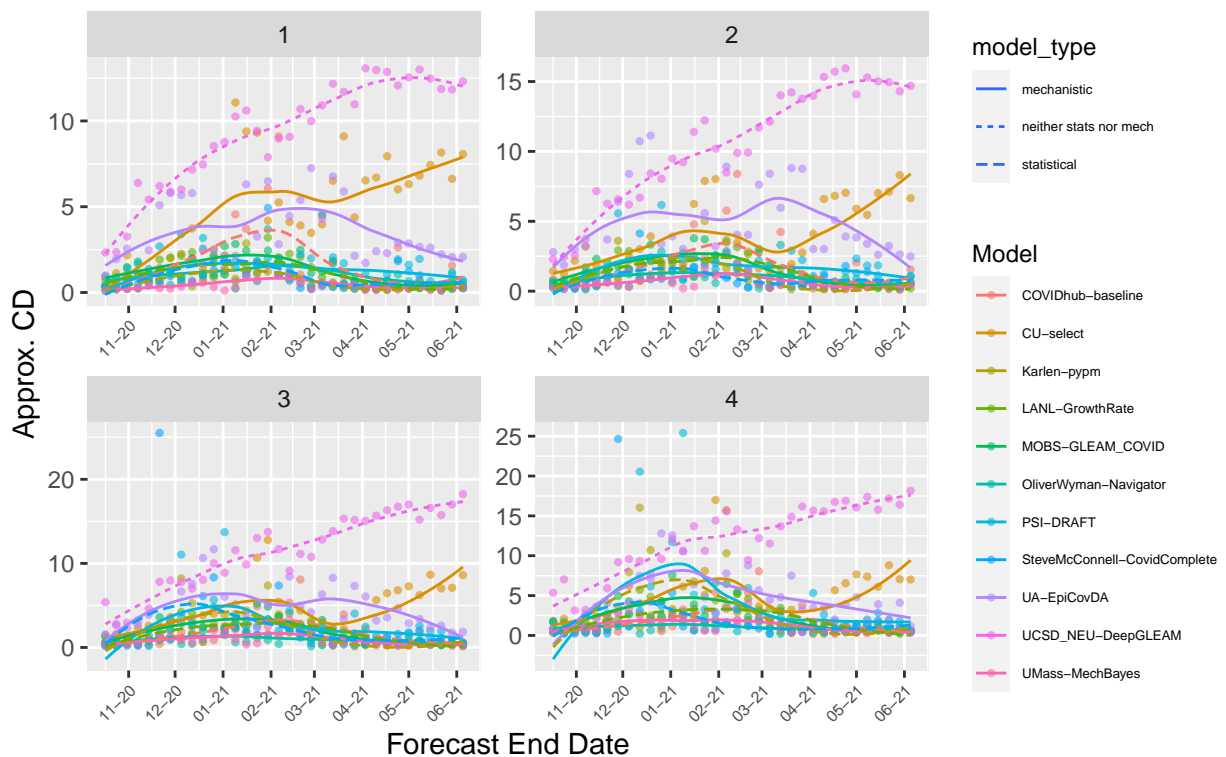 1
2
10
5
0
15
10
5
0
11−20
12−20
01−21
02−21
03−21
04−21
05−21
06−21
11−20
12−20
01−21
02−21
03−21
04−21
05−21
06−21
3
4
20
10
0
25
20
15
10
5
0
11−20
12−20
01−21
02−21
03−21
04−21
05−21
06−21
11−20
12−20
01−21
02−21
03−21
04−21
05−21
06−21
Approx. CD
Forecast End Date
model_type
mechanistic
neither stats nor mech
statistical
Model
COVIDhub−baseline
CU−select
Karlen−pypm
LANL−GrowthRate
MOBS−GLEAM_COVID
OliverWyman−Navigator
PSI−DRAFT
SteveMcConnell−CovidComplete
UA−EpiCovDA
UCSD_NEU−DeepGLEAM
UMass−MechBayes